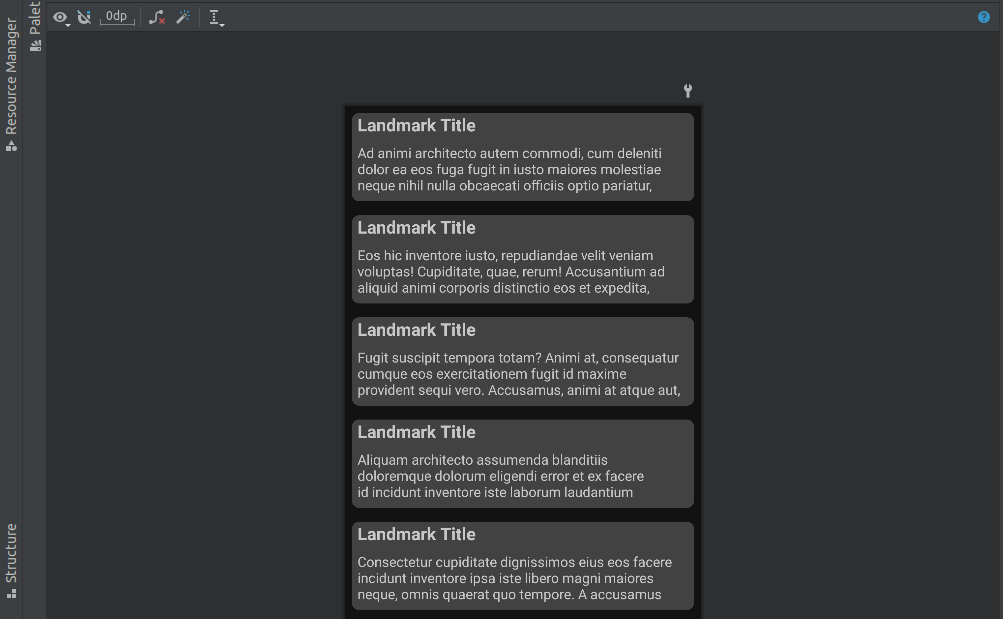 Resource Manager
Palet
0dp
Landmark Title
Ad animi architecto autem commodi, cum deleniti
dolor ea eos fuga fugit in iusto maiores molestiae
neque nihil nulla obcaecati officiis optio pariatur,
Landmark Title
Eos hic inventore iusto, repudiandae velit veniam
voluptas! Cupiditate, quae, rerum! Accusantium ad
aliquid animi corporis distinctio eos et expedita,
Landmark Title
Fugit suscipit tempora totam? Animi at, consequatur
cumque eos exercitationem fugit id maxime
provident sequi vero. Accusamus, animi at atque aut,
Landmark Title
Aliquam architecto assumenda blanditiis
doloremque dolorum eligendi error et ex facere
id incidunt inventore iste laborum laudantium
Landmark Title
Consectetur cupiditate dignissimos eius eos facere
incidunt inventore ipsa iste libero magni maiores
neque, omnis quaerat quo tempore. A accusamus
Structure